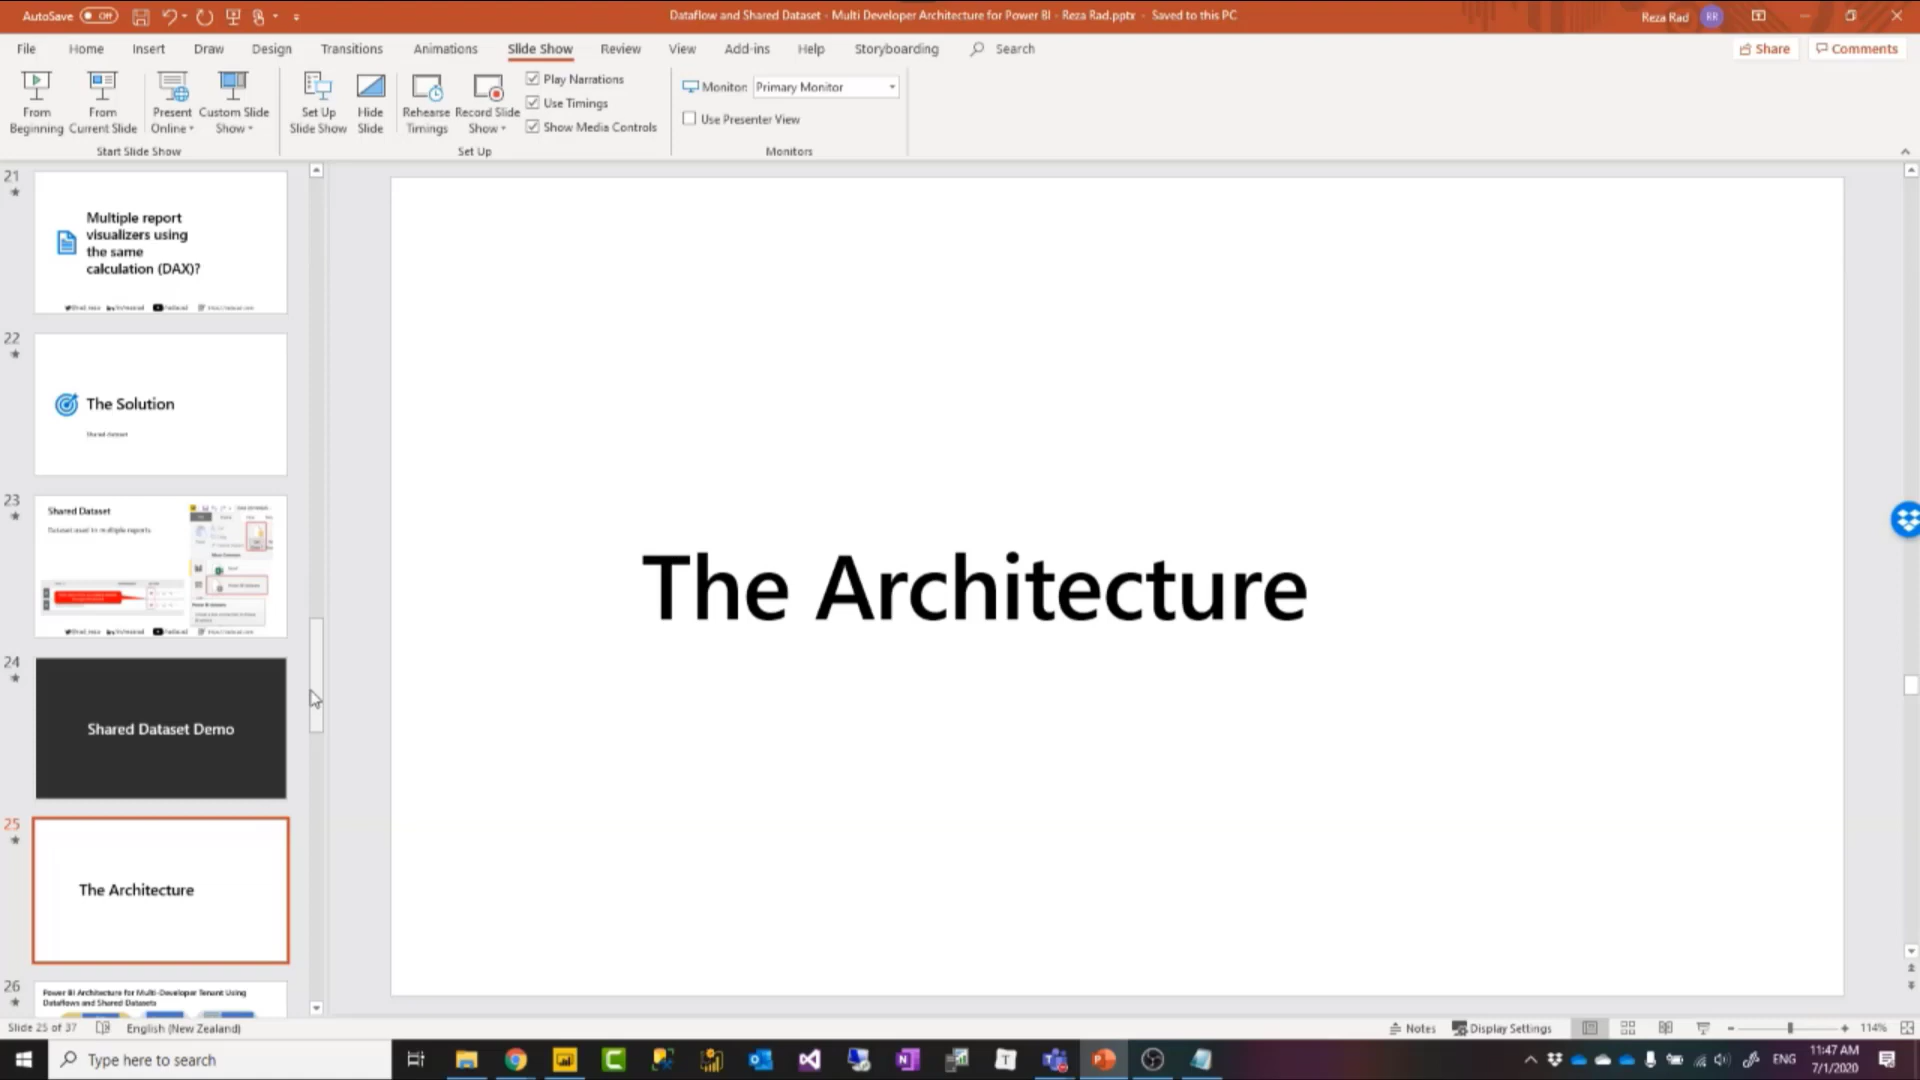 AutoSave Off
Dataflow and Shared Dataset - Multi Developer Architecture for Power BI - Reza Rad.pptx - Saved to this PC
Reza Rad RR
File Home Insert Draw Design Transitions Animations Slide Show Review View Add-ins Help Storyboarding Search
Share Comments
From Beginning
From Current Slide
Present Online
Custom Slide Show
Start Slide Show
Set Up Slide Show
Hide Slide
Rehearse Timings
Record Slide Show
Play Narrations
Use Timings
Show Media Controls
Set Up
Monitor: Primary Monitor
Use Presenter View
Monitors
21
Multiple report
visualizers using
the same
calculation (DAX)?
22
The Solution
Shared dataset
23
Shared Dataset
Dataset used in multiple reports
24
Shared Dataset Demo
25
The Architecture
26
Power BI Architecture for Multi-Developer Tenant Using
Dataflows and Shared Datasets
The Architecture
Slide 25 of 37 English (New Zealand)
Notes Display Settings 114%
Type here to search
ENG
11:47 AM
7/1/2020